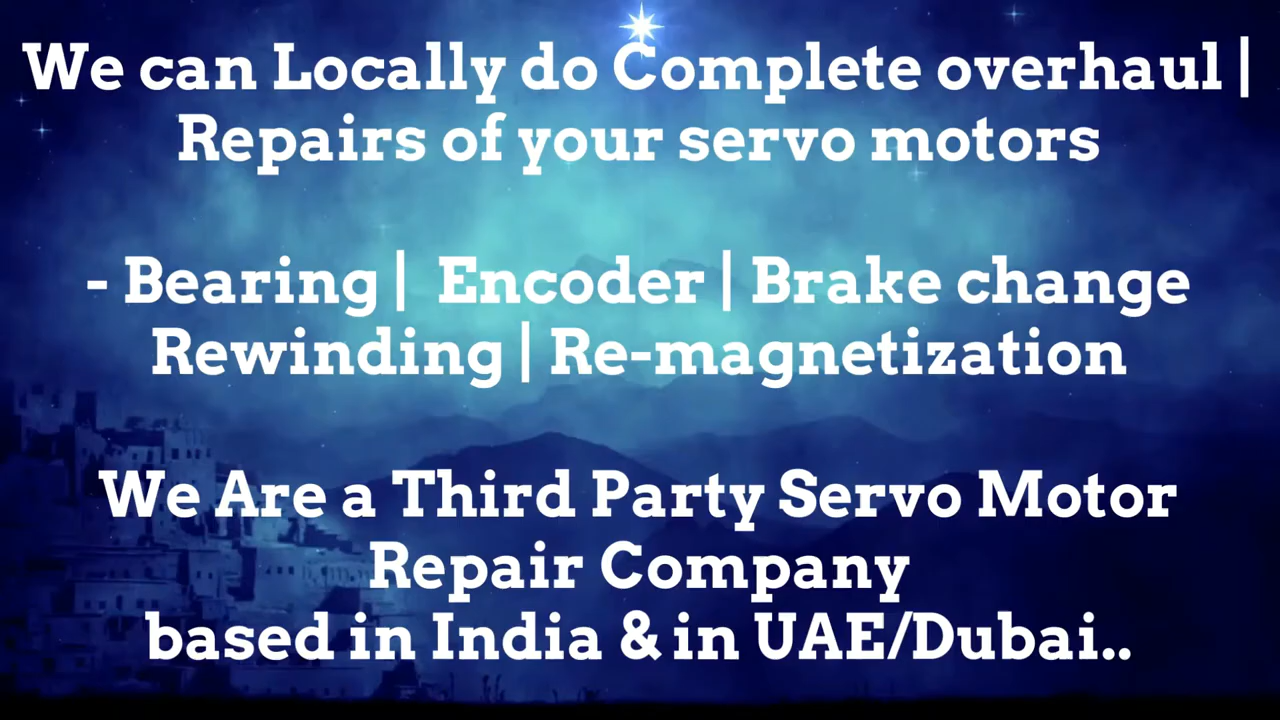 We can Locally do Complete overhaul |
Repairs of your servo motors
- Bearing | Encoder | Brake change
Rewinding | Re-magnetization
We Are a Third Party Servo Motor
Repair Company
based in India & in UAE/Dubai..